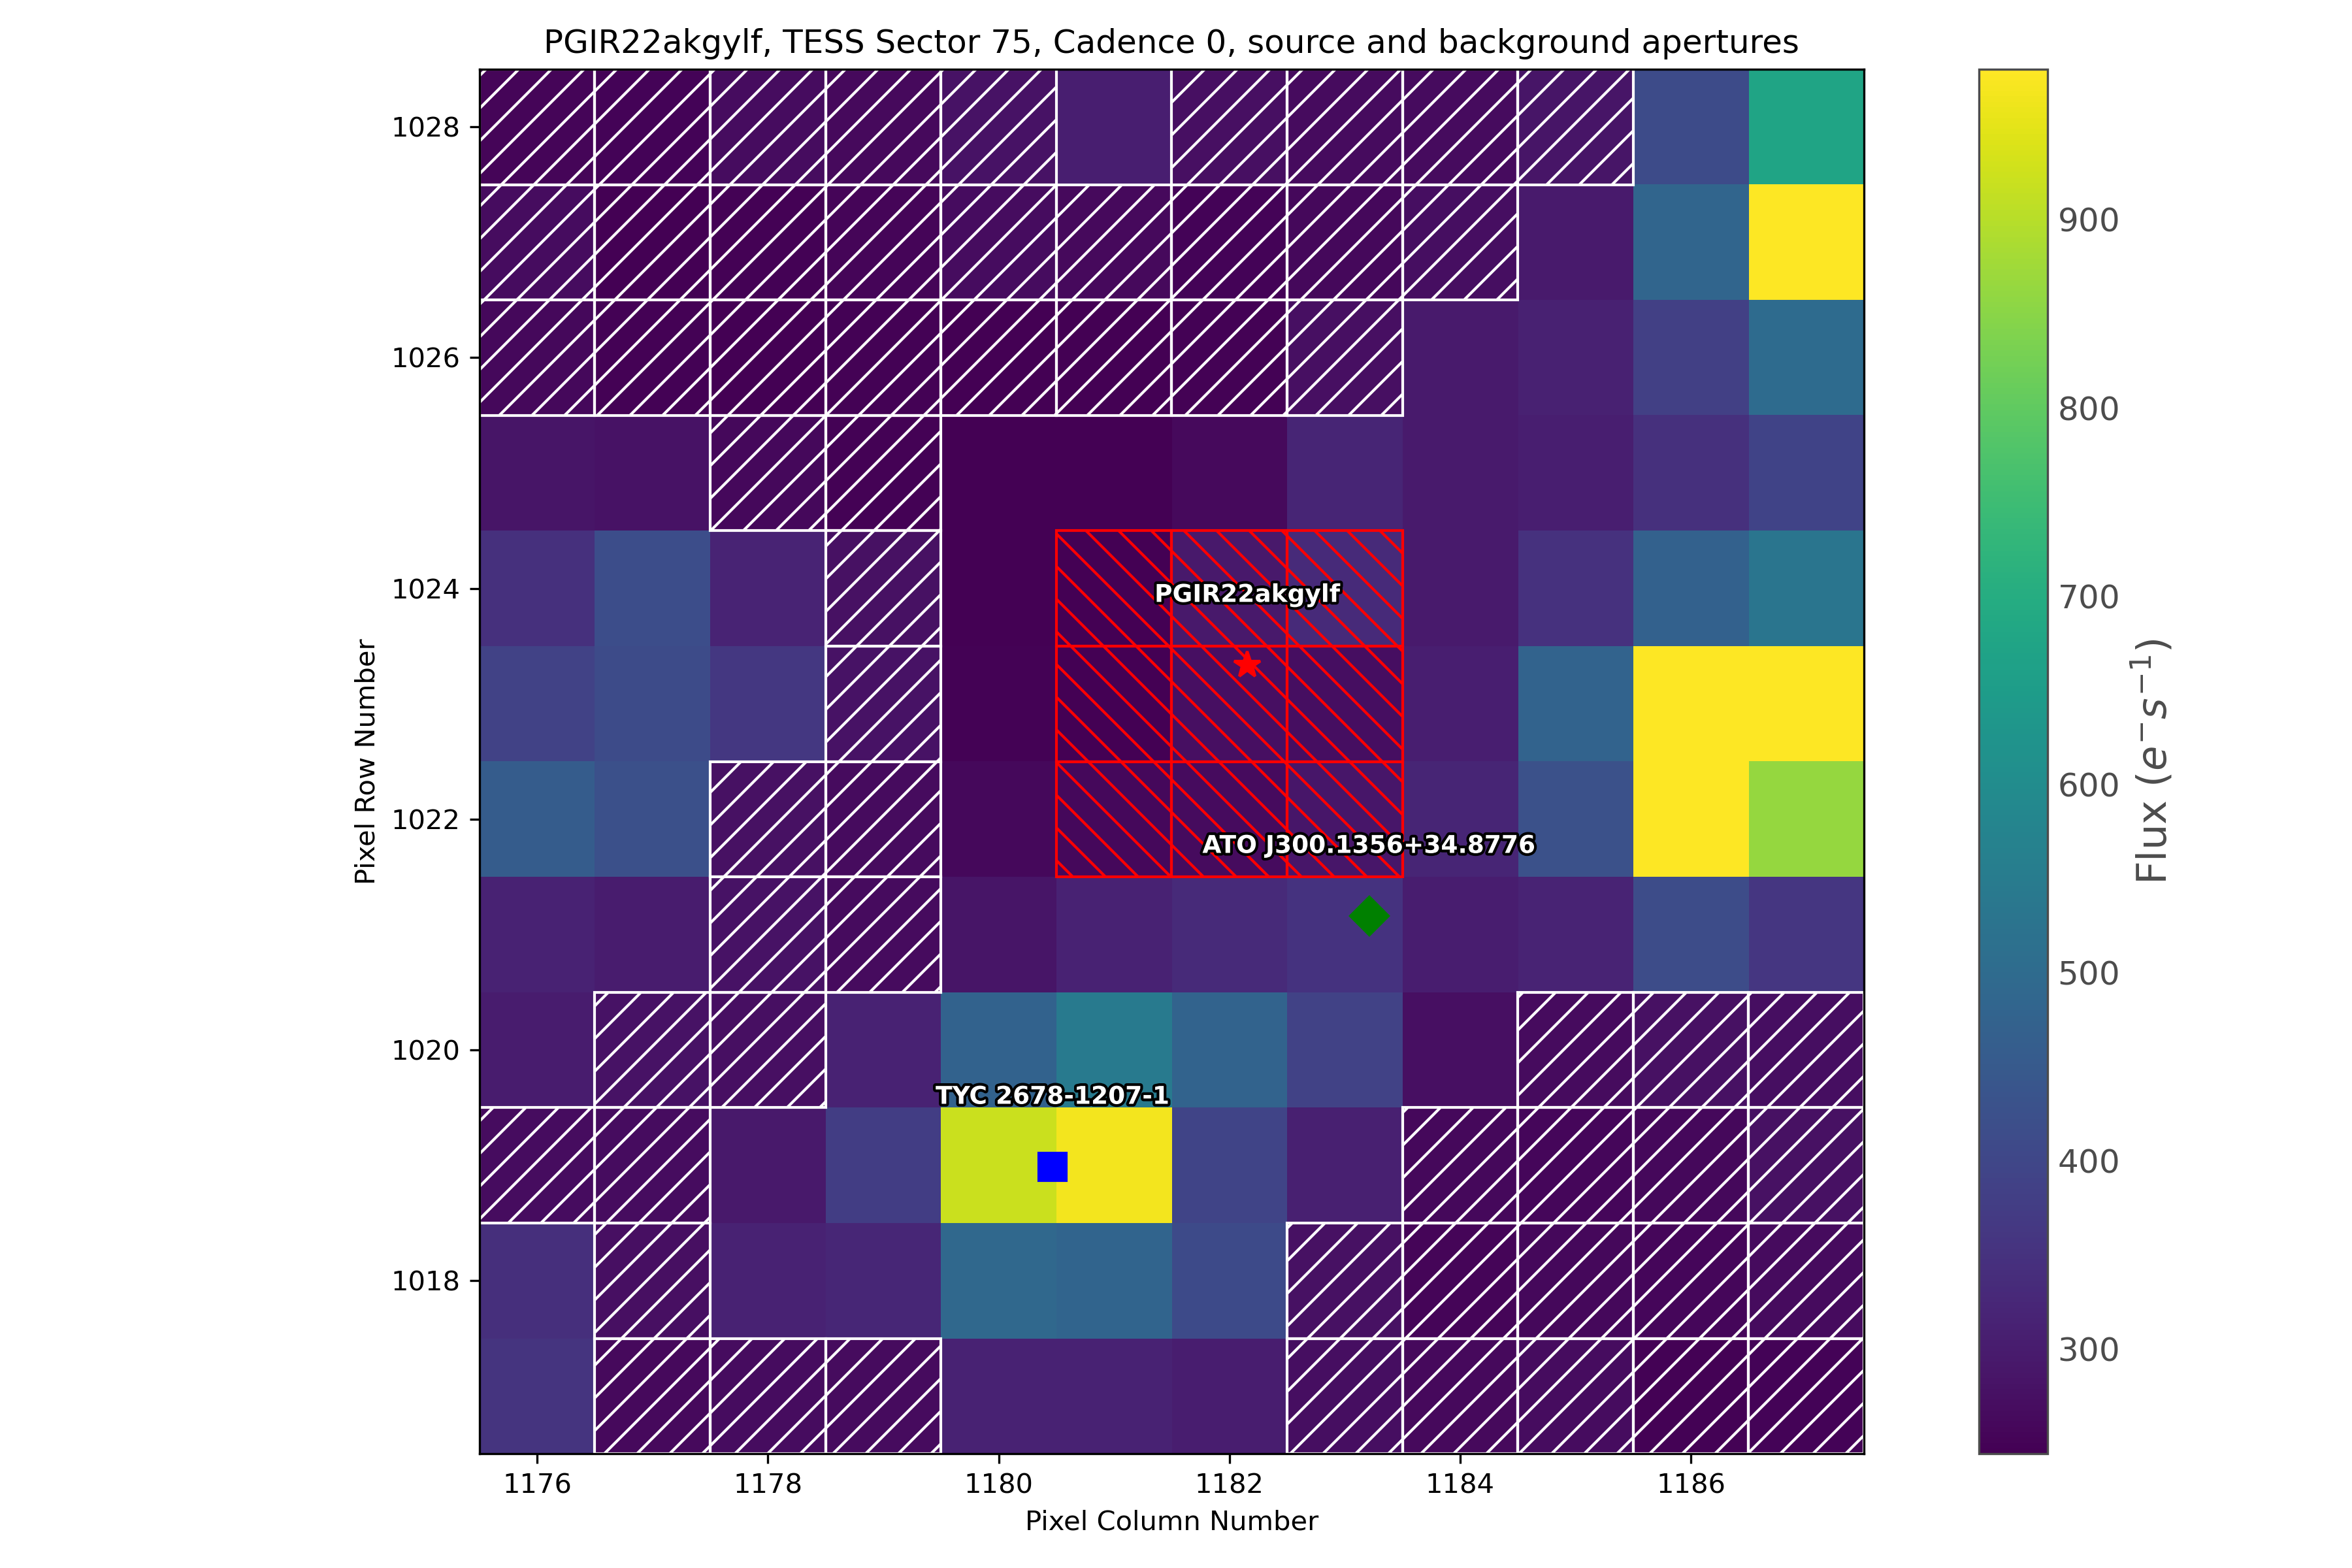 PGIR22akgylf, TESS Sector 75, Cadence 0, source and background apertures
1028
1026
1024
1022
1020
1018
Pixel Row Number
PGIR22akgylf
ATO J300.1356+34.8776
TYC 2678-1207-1
1176 1178 1180 1182 1184 1186
Pixel Column Number
900
800
700
600
500
400
300
Flux (e⁻s⁻¹)